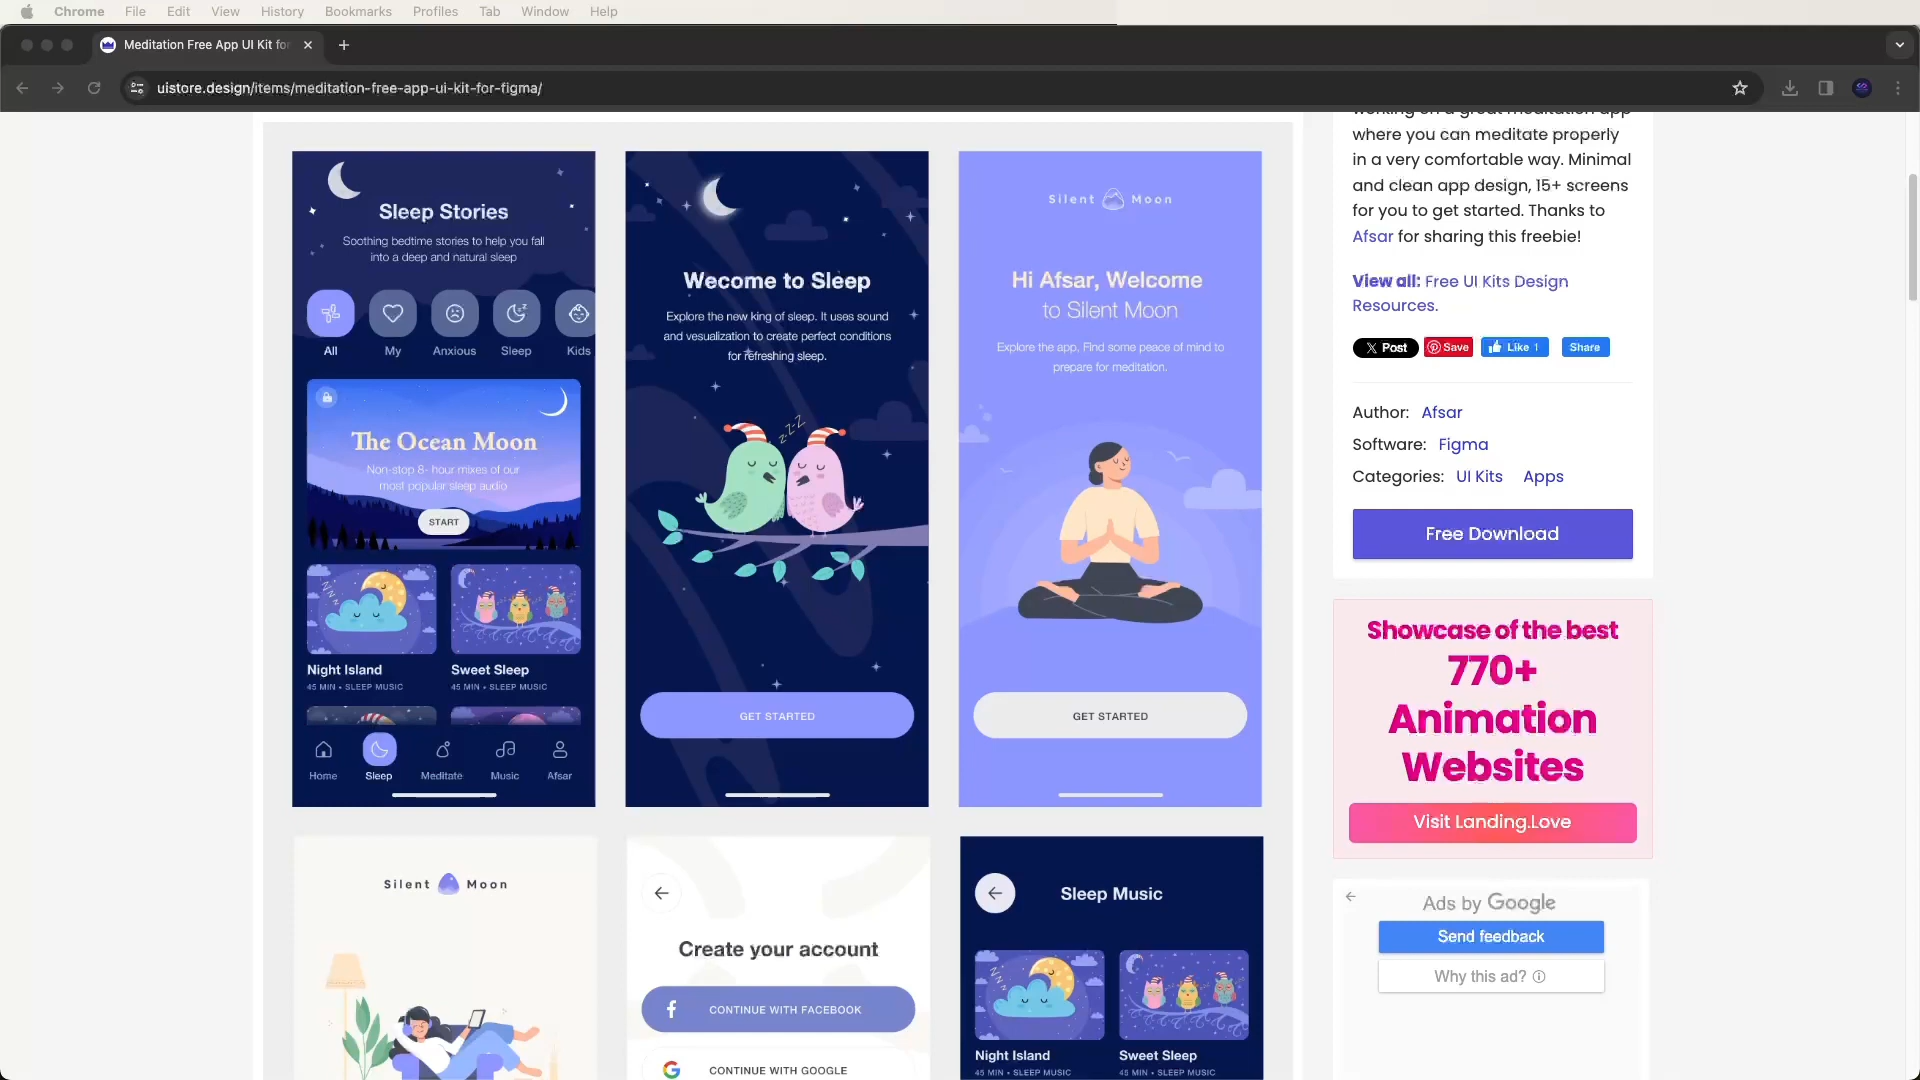 Chrome File Edit View History Bookmarks Profiles Tab Window Help
Meditation Free App UI Kit for
uistore.design/items/meditation-free-app-ui-kit-for-figma/
Sleep Stories
Soothing bedtime stories to help you fall
into a deep and natural sleep
All My Anxious Sleep Kids
The Ocean Moon
Non-stop 8- hour mixes of our
most popular sleep audio
START
Night Island Sweet Sleep
45 MIN • SLEEP MUSIC 45 MIN • SLEEP MUSIC
Home Sleep Meditate Music Afsar
Wecome to Sleep
Explore the new king of sleep. It uses sound
and vesualization to create perfect conditions
for refreshing sleep.
zZZ
GET STARTED
Silent Moon
Hi Afsar, Welcome
to Silent Moon
Explore the app, Find some peace of mind to
prepare for meditation.
GET STARTED
Silent Moon
Create your account
CONTINUE WITH FACEBOOK
CONTINUE WITH GOOGLE
Sleep Music
Night Island Sweet Sleep
45 MIN • SLEEP MUSIC 45 MIN • SLEEP MUSIC
working on a great meditation app
where you can meditate properly
in a very comfortable way. Minimal
and clean app design, 15+ screens
for you to get started. Thanks to
Afsar for sharing this freebie!
View all: Free UI Kits Design
Resources.
Post Save Like 1 Share
Author: Afsar
Software: Figma
Categories: UI Kits Apps
Free Download
Showcase of the best
770+
Animation
Websites
Visit Landing.Love
Ads by Google
Send feedback
Why this ad?